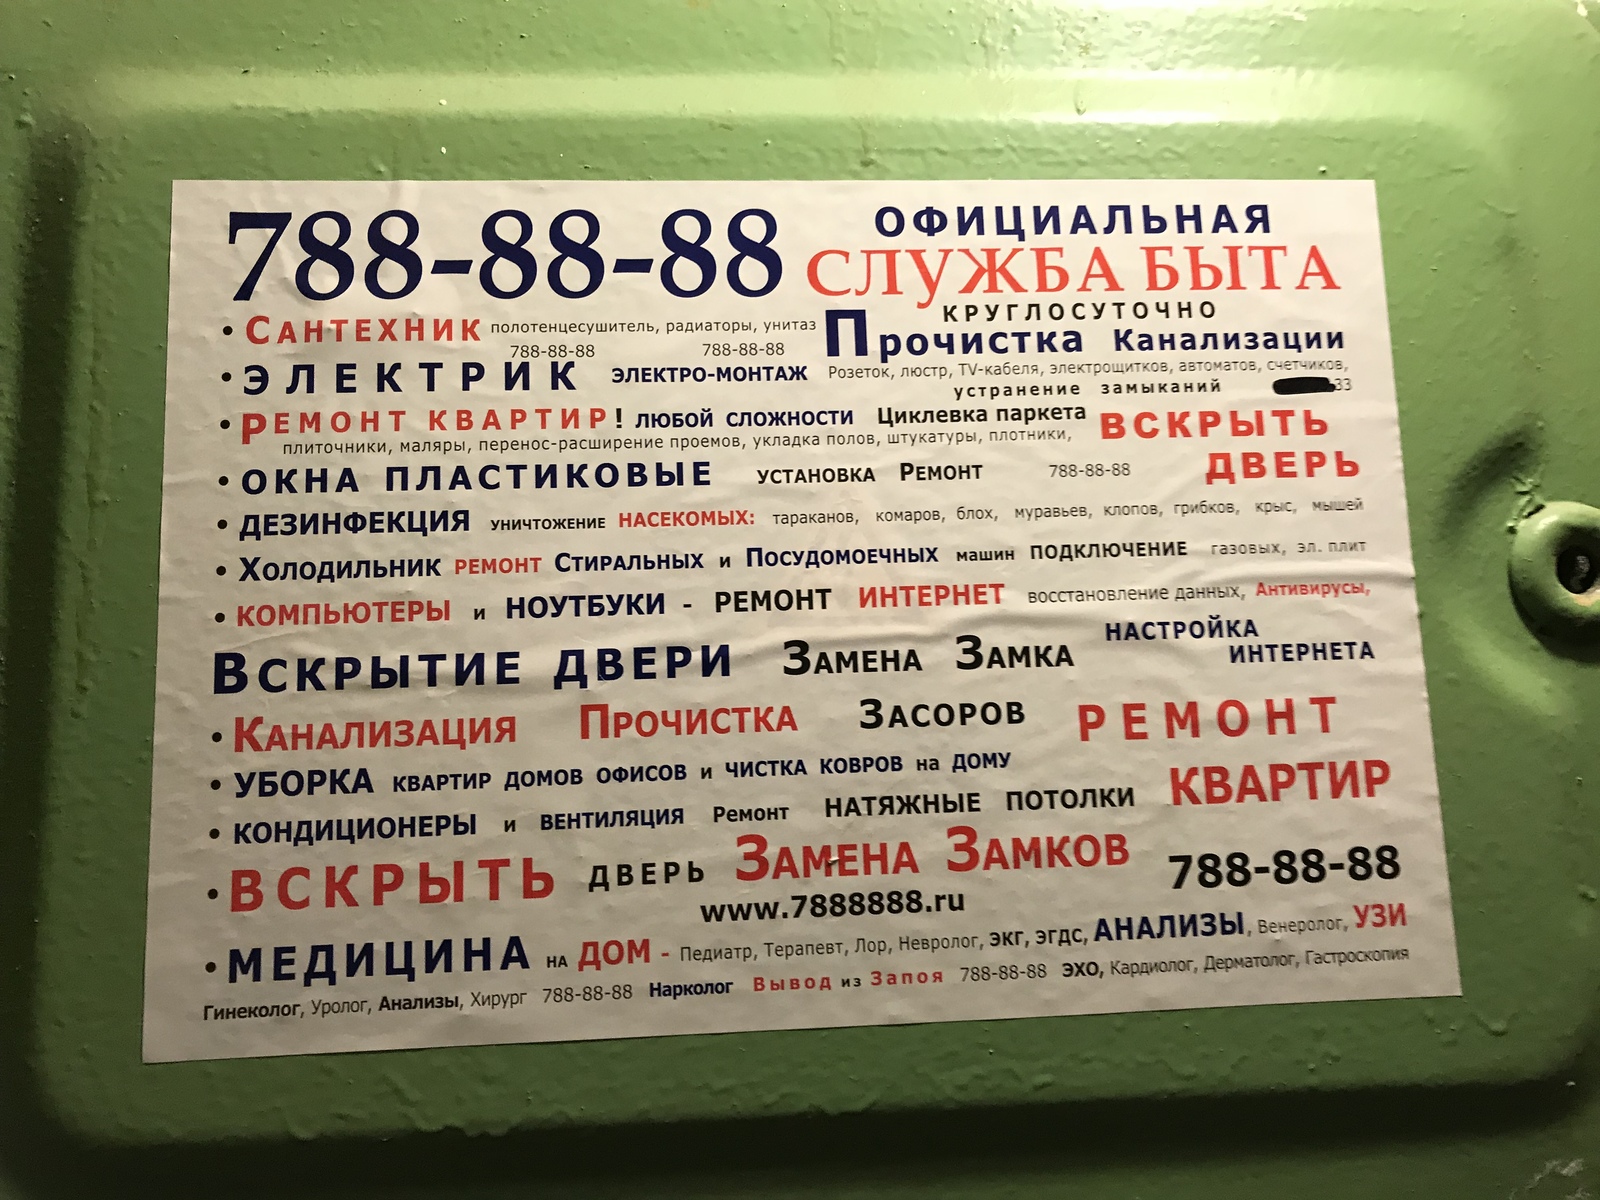 788-88-88 ОФИЦИАЛЬНАЯ
СЛУЖБА БЫТА
КРУГЛОСУТОЧНО
• САНТЕХНИК полотенцесушитель, радиаторы, унитаз Прочистка Канализации
788-88-88 788-88-88
• ЭЛЕКТРИК ЭЛЕКТРО-МОНТАЖ Розеток, люстр, TV-кабеля, электрощитков, автоматов, счетчиков,
устранение замыканий 33
• РЕМОНТ КВАРТИР! ЛЮБОЙ СЛОЖНОСТИ Циклевка паркета ВСКРЫТЬ
плиточники, маляры, перенос-расширение проемов, укладка полов, штукатуры, плотники,
• ОКНА ПЛАСТИКОВЫЕ УСТАНОВКА РЕМОНТ 788-88-88 ДВЕРЬ
• ДЕЗИНФЕКЦИЯ УНИЧТОЖЕНИЕ НАСЕКОМЫХ: тараканов, комаров, блох, муравьев, клопов, грибков, крыс, мышей
• ХОЛОДИЛЬНИК РЕМОНТ СТИРАЛЬНЫХ и ПОСУДОМОЕЧНЫХ машин ПОДКЛЮЧЕНИЕ газовых, эл. плит
• КОМПЬЮТЕРЫ и НОУТБУКИ - РЕМОНТ ИНТЕРНЕТ восстановление данных, Антивирусы,
ВСКРЫТИЕ ДВЕРИ ЗАМЕНА ЗАМКА НАСТРОЙКА
ИНТЕРНЕТА
• КАНАЛИЗАЦИЯ ПРОЧИСТКА ЗАСОРОВ РЕМОНТ
• УБОРКА КВАРТИР ДОМОВ ОФИСОВ и ЧИСТКА КОВРОВ на ДОМУ
• КОНДИЦИОНЕРЫ и ВЕНТИЛЯЦИЯ Ремонт НАТЯЖНЫЕ ПОТОЛКИ КВАРТИР
• ВСКРЫТЬ ДВЕРЬ ЗАМЕНА ЗАМКОВ 788-88-88
www.7888888.ru
• МЕДИЦИНА НА ДОМ - Педиатр, Терапевт, Лор, Невролог, ЭКГ, ЭГДС, АНАЛИЗЫ, Венеролог, УЗИ
Гинеколог, Уролог, Анализы, Хирург 788-88-88 Нарколог Вывод из Запоя 788-88-88 ЭХО, Кардиолог, Дерматолог, Гастроскопия